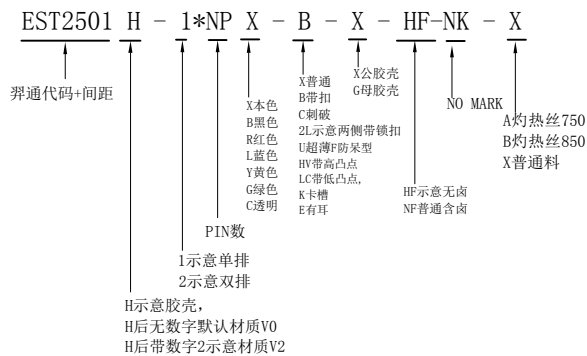 EST2501 H - 1*NP X - B - X - HF-NK - X
羿通代码+间距
X本色
B黑色
R红色
L蓝色
Y黄色
G绿色
C透明
X普通
B带扣
C刺破
2L示意两侧带锁扣
U超薄F防呆型
HV带高凸点
LC带低凸点,
K卡槽
E有耳
X公胶壳
G母胶壳
NO MARK
A灼热丝750
B灼热丝850
X普通料
HF示意无卤
NF普通含卤
PIN数
1示意单排
2示意双排
H示意胶壳，
H后无数字默认材质V0
H后带数字2示意材质V2